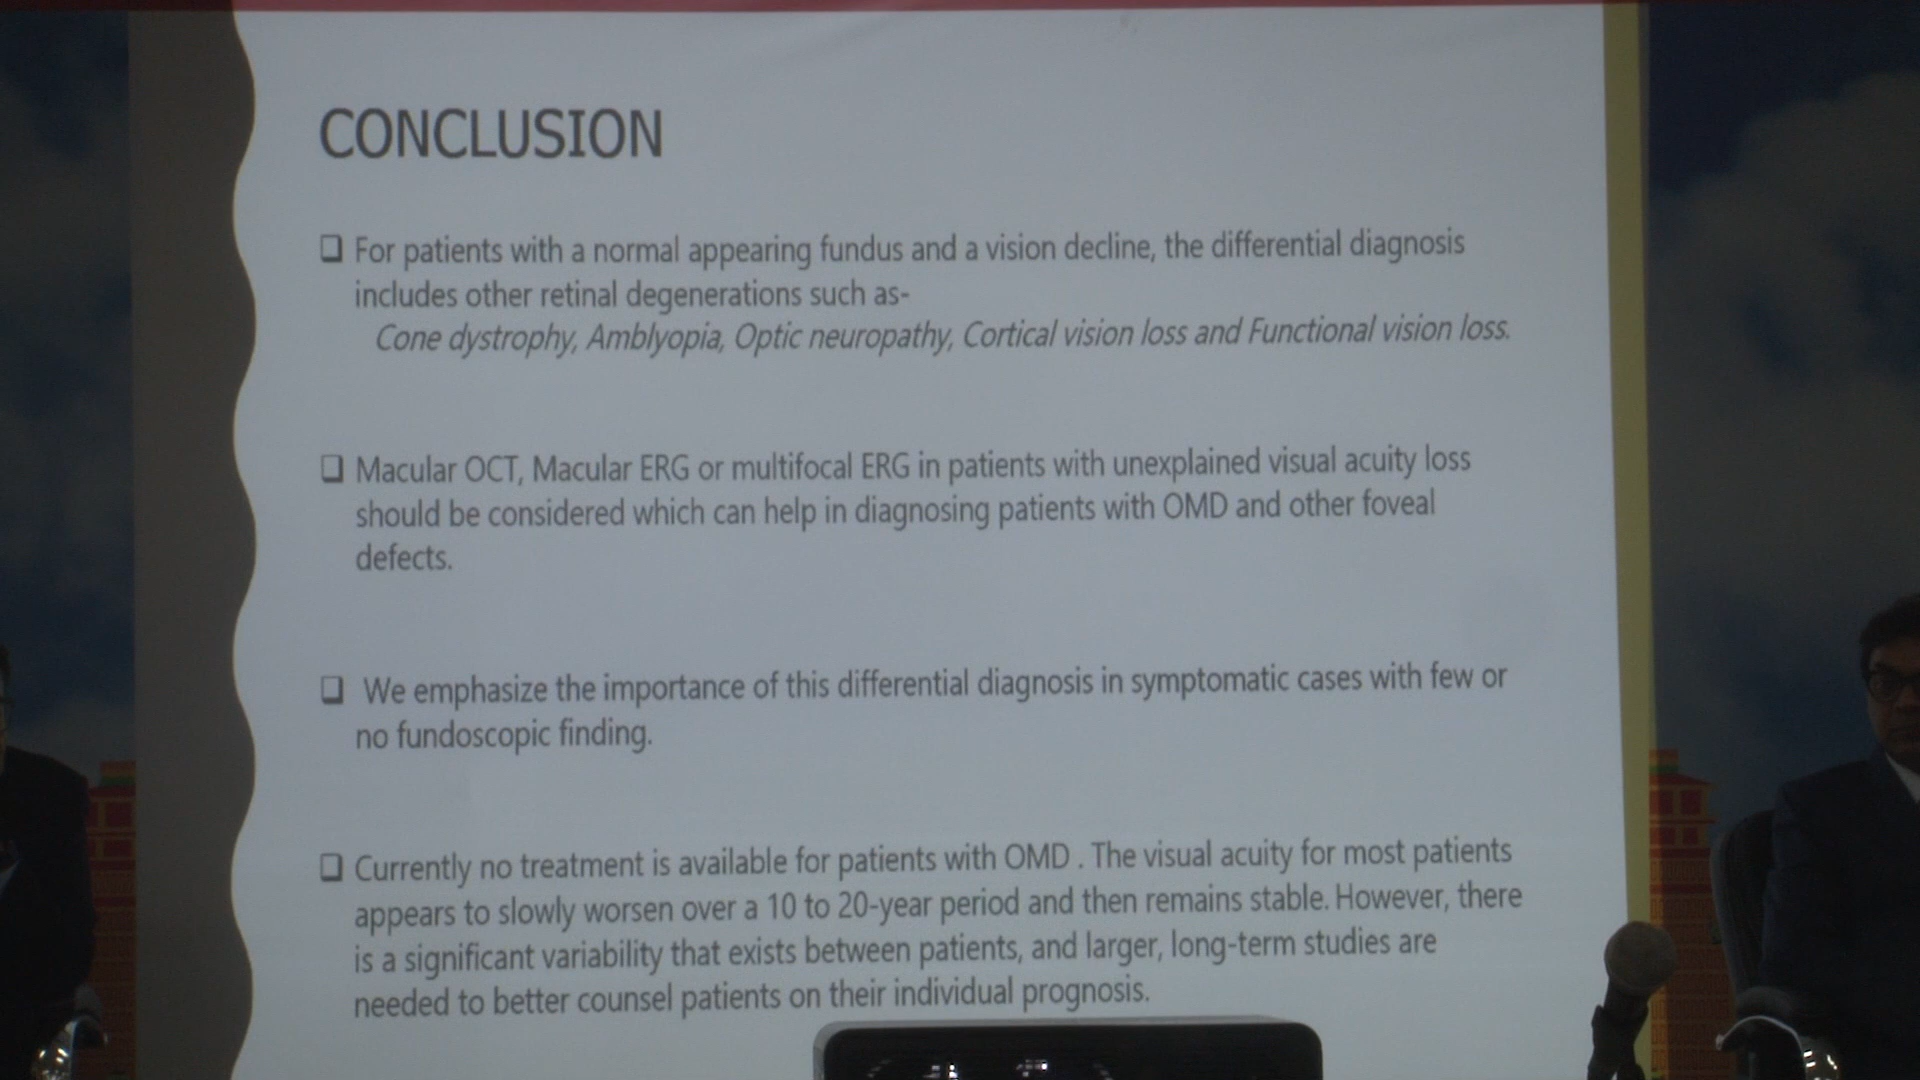 CONCLUSION
❑ For patients with a normal appearing fundus and a vision decline, the differential diagnosis
includes other retinal degenerations such as-
Cone dystrophy, Amblyopia, Optic neuropathy, Cortical vision loss and Functional vision loss.
❑ Macular OCT, Macular ERG or multifocal ERG in patients with unexplained visual acuity loss
should be considered which can help in diagnosing patients with OMD and other foveal
defects.
❑ We emphasize the importance of this differential diagnosis in symptomatic cases with few or
no fundoscopic finding.
❑ Currently no treatment is available for patients with OMD . The visual acuity for most patients
appears to slowly worsen over a 10 to 20-year period and then remains stable. However, there
is a significant variability that exists between patients, and larger, long-term studies are
needed to better counsel patients on their individual prognosis.